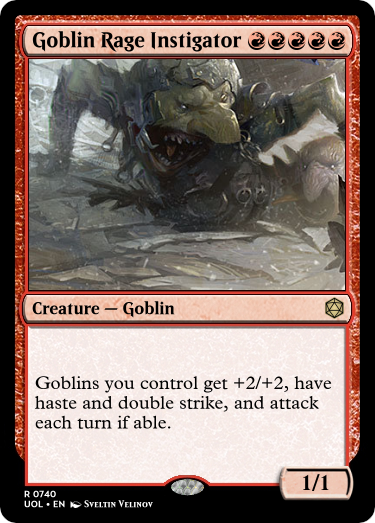 Goblin Rage Instigator
Creature — Goblin
Goblins you control get +2/+2, have
haste and double strike, and attack
each turn if able.
1/1
R 0740
UOL • EN Sveltin Velinov